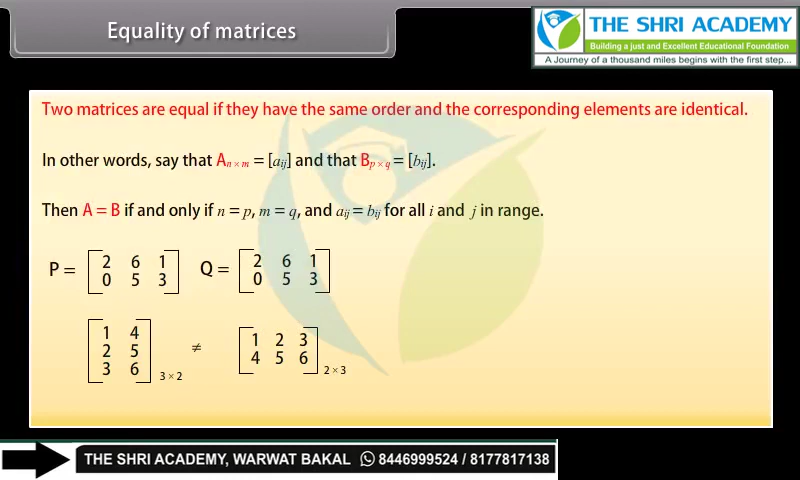 Equality of matrices
THE SHRI ACADEMY
Building a just and Excellent Educational Foundation
A Journey of a thousand miles begins with the first step...
Two matrices are equal if they have the same order and the corresponding elements are identical.
In other words, say that A n × m = [aij] and that B p × q = [bij].
Then A = B if and only if n = p, m = q, and aij = bij for all i and j in range.
P = [2 6 1 Q = [2 6 1
0 5 3] 0 5 3]
[1 4
2 5
3 6] 3 × 2 ≠ [1 2 3
4 5 6] 2 × 3
THE SHRI ACADEMY, WARWAT BAKAL 8446999524 / 8177817138